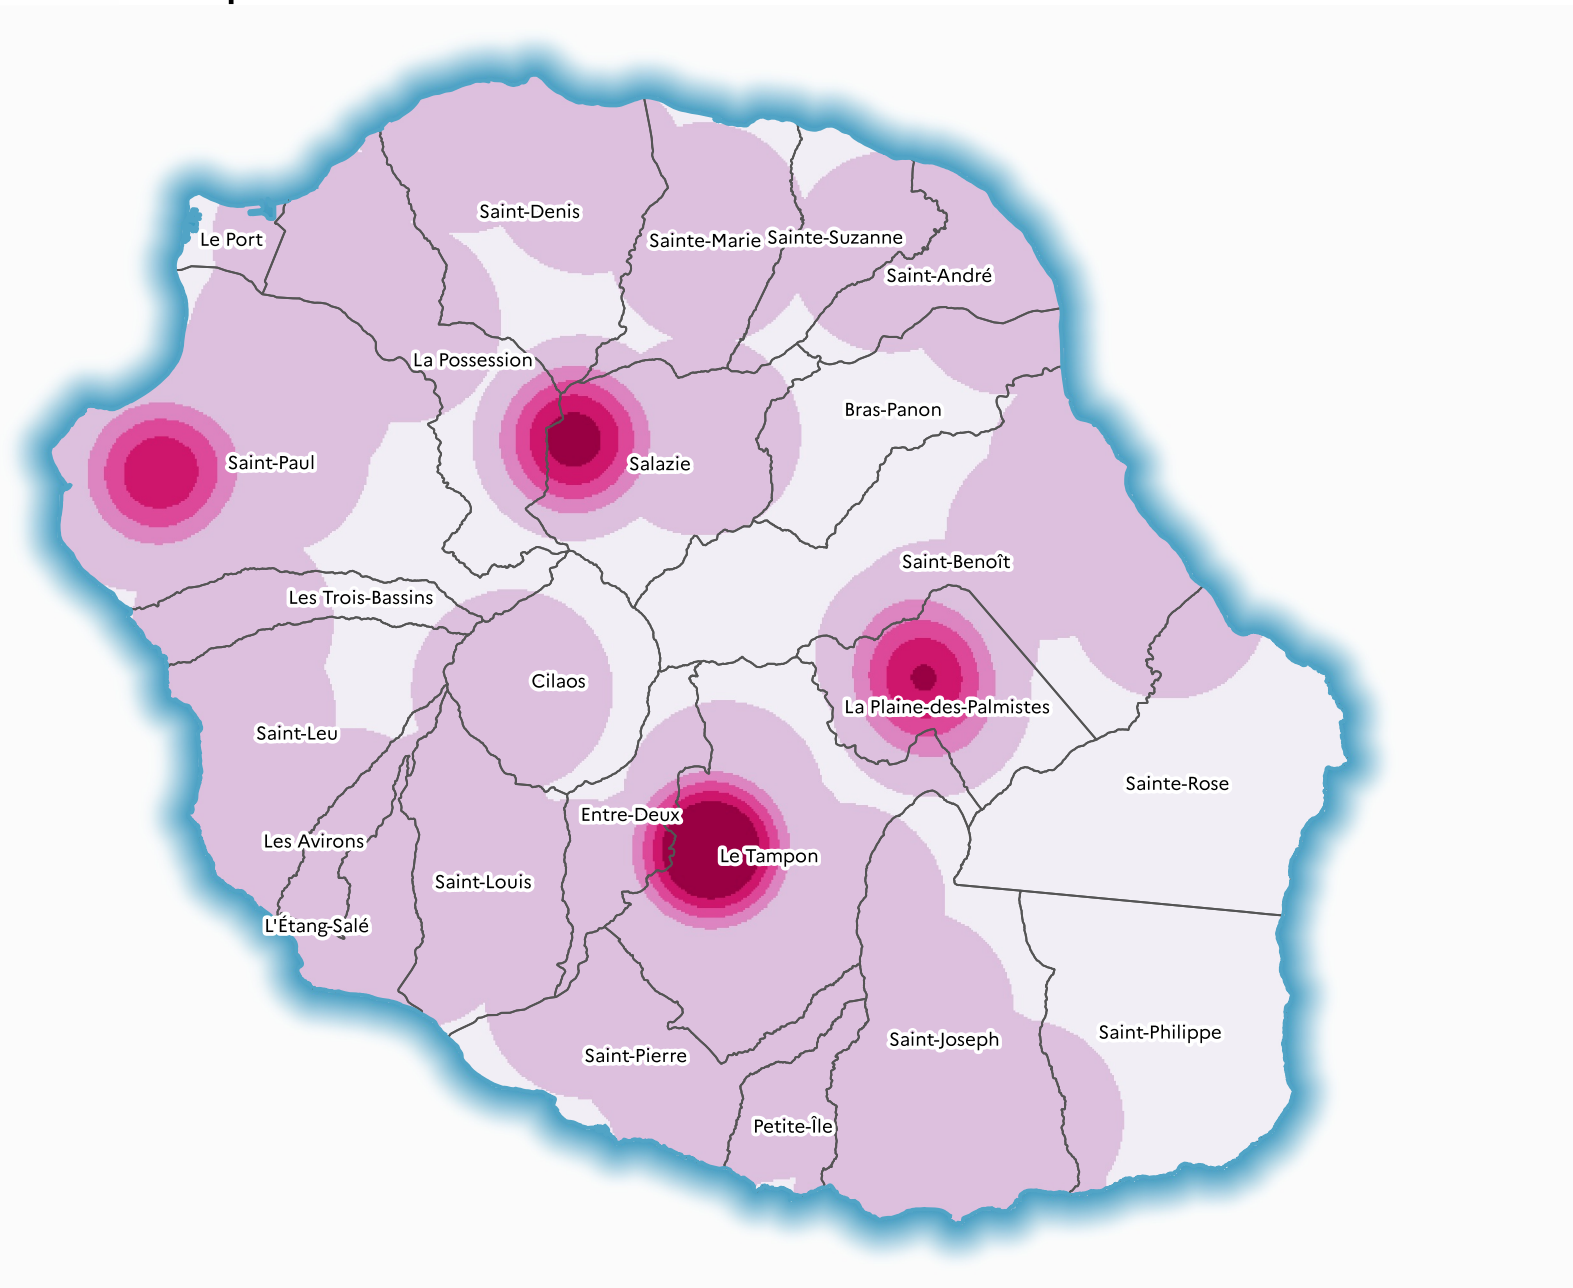 Saint-Denis
Le Port
Sainte-Marie
Sainte-Suzanne
Saint-André
La Possession
Bras-Panon
Saint-Paul
Salazie
Saint-Benoît
Les Trois-Bassins
Cilaos
La Plaine-des-Palmistes
Saint-Leu
Sainte-Rose
Entre-Deux
Les Avirons
Le Tampon
Saint-Louis
L'Étang-Salé
Saint-Philippe
Saint-Joseph
Saint-Pierre
Petite-Île